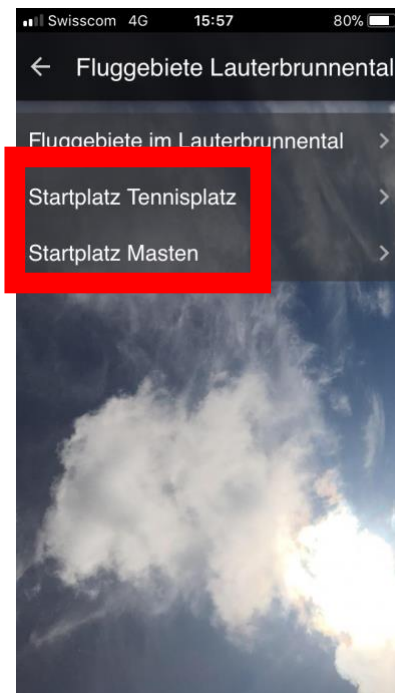 Swisscom 4G 15:57 80%
Fluggebiete Lauterbrunnental
Fluggebiete im Lauterbrunnental
Startplatz Tennisplatz
Startplatz Masten